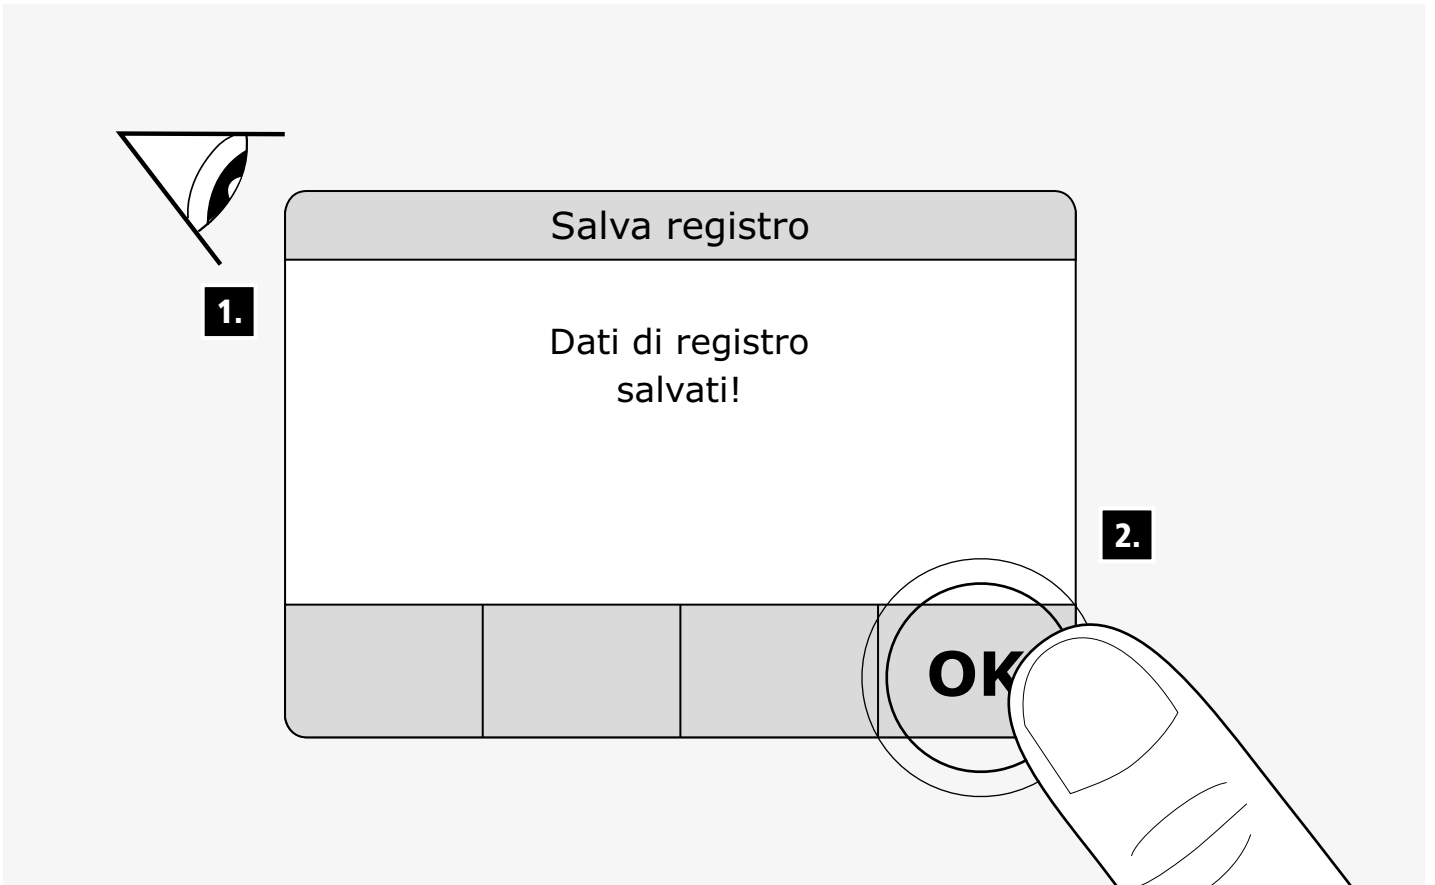 Salva registro
1.
Dati di registro
salvati!
2.
OK